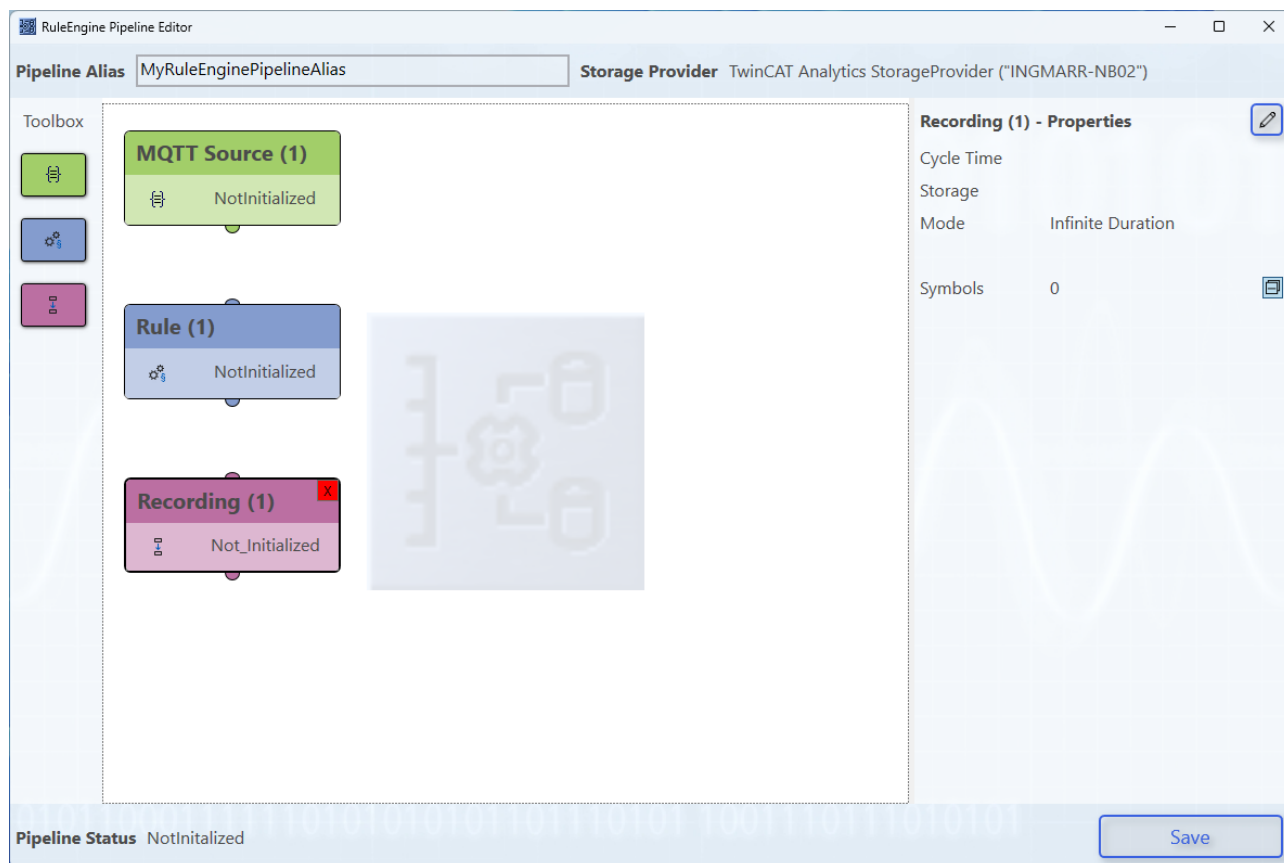 RuleEngine Pipeline Editor
Pipeline Alias MyRuleEnginePipelineAlias Storage Provider TwinCAT Analytics StorageProvider ("INGMARR-NB02")
Toolbox
MQTT Source (1)
NotInitialized
Rule (1)
NotInitialized
Recording (1) X
Not_Initialized
Recording (1) - Properties
Cycle Time
Storage
Mode Infinite Duration
Symbols 0
Pipeline Status NotInitalized
Save